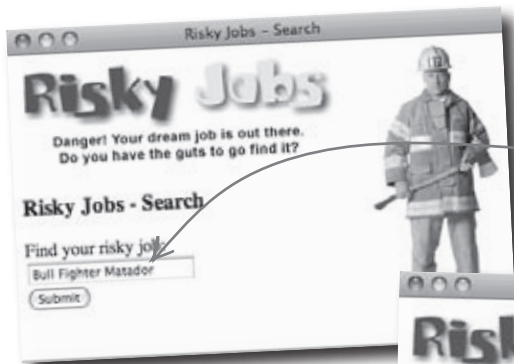 Risky Jobs – Search
Risky Jobs
Danger! Your dream job is out there.
Do you have the guts to go find it?
Risky Jobs - Search
Find your risky job:
Bull Fighter Matador
Submit